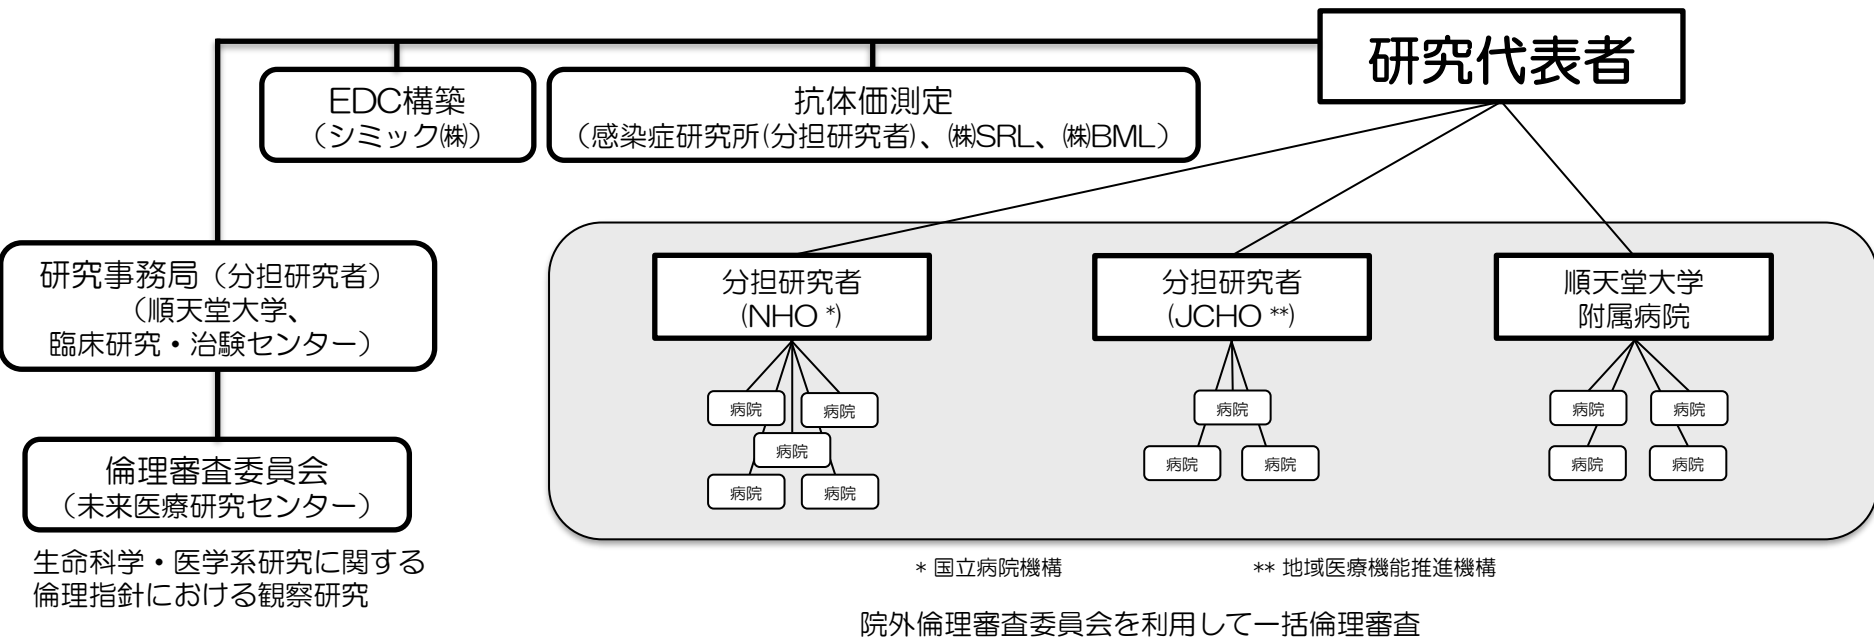 研究代表者
EDC構築
（シミック㈱）
抗体価測定
（感染症研究所(分担研究者)、㈱SRL、㈱BML）
研究事務局（分担研究者）
（順天堂大学、
臨床研究・治験センター）
倫理審査委員会
（未来医療研究センター）
生命科学・医学系研究に関する
倫理指針における観察研究
分担研究者
(NHO *)
病院
病院
病院
病院
病院
分担研究者
(JCHO **)
病院
病院
病院
順天堂大学
附属病院
病院
病院
病院
病院
* 国立病院機構
** 地域医療機能推進機構
院外倫理審査委員会を利用して一括倫理審査